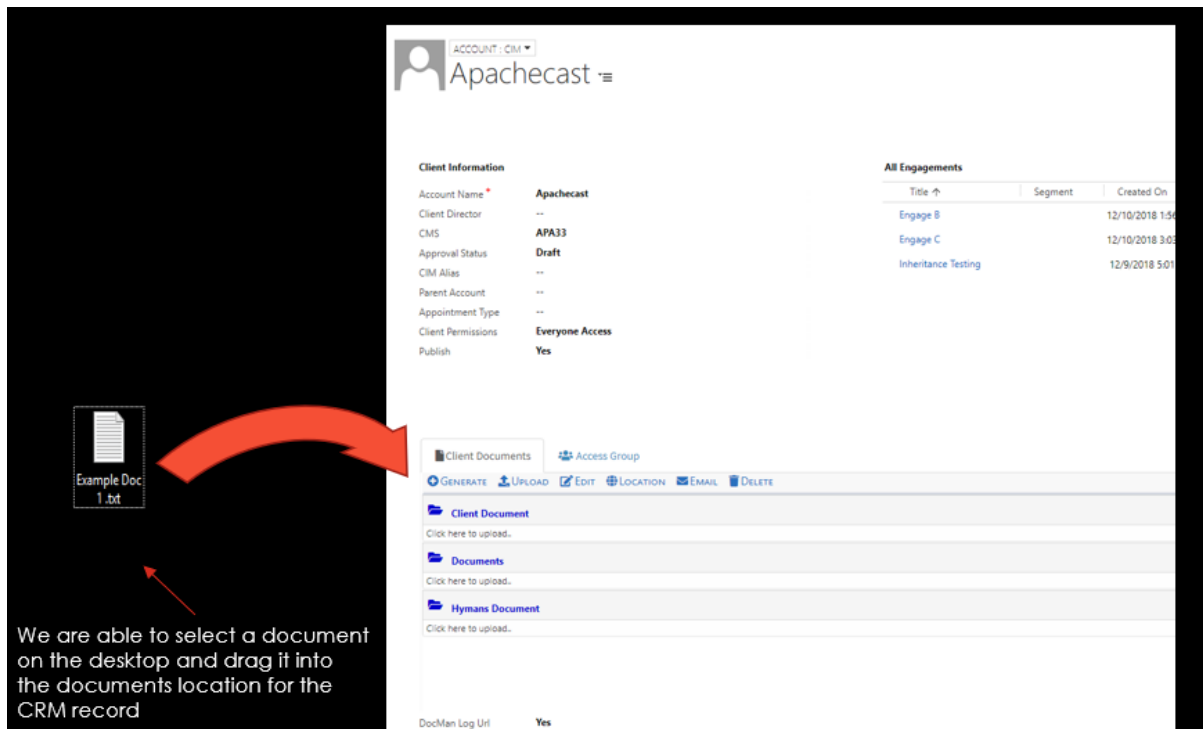 ACCOUNT : CIM
Apachecast
Client Information
Account Name * Apachecast
Client Director --
CMS APA33
Approval Status Draft
CIM Alias --
Parent Account --
Appointment Type --
Client Permissions Everyone Access
Publish Yes
All Engagements
Title ↑ Segment Created On
Engage B 12/10/2018 1:56
Engage C 12/10/2018 3:03
Inheritance Testing 12/9/2018 5:01
Example Doc
1 .txt
We are able to select a document
on the desktop and drag it into
the documents location for the
CRM record
Client Documents Access Group
GENERATE UPLOAD EDIT LOCATION EMAIL DELETE
Client Document
Click here to upload..
Documents
Click here to upload..
Hymans Document
Click here to upload..
DocMan Log Url Yes